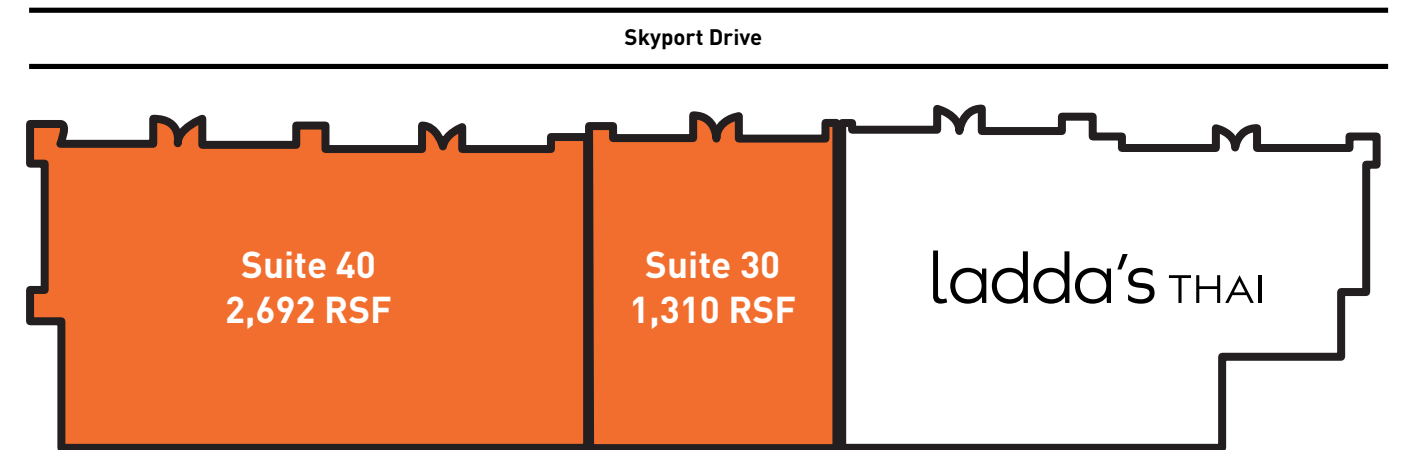 Skyport Drive
Suite 40
2,692 RSF
Suite 30
1,310 RSF
ladda's THAI